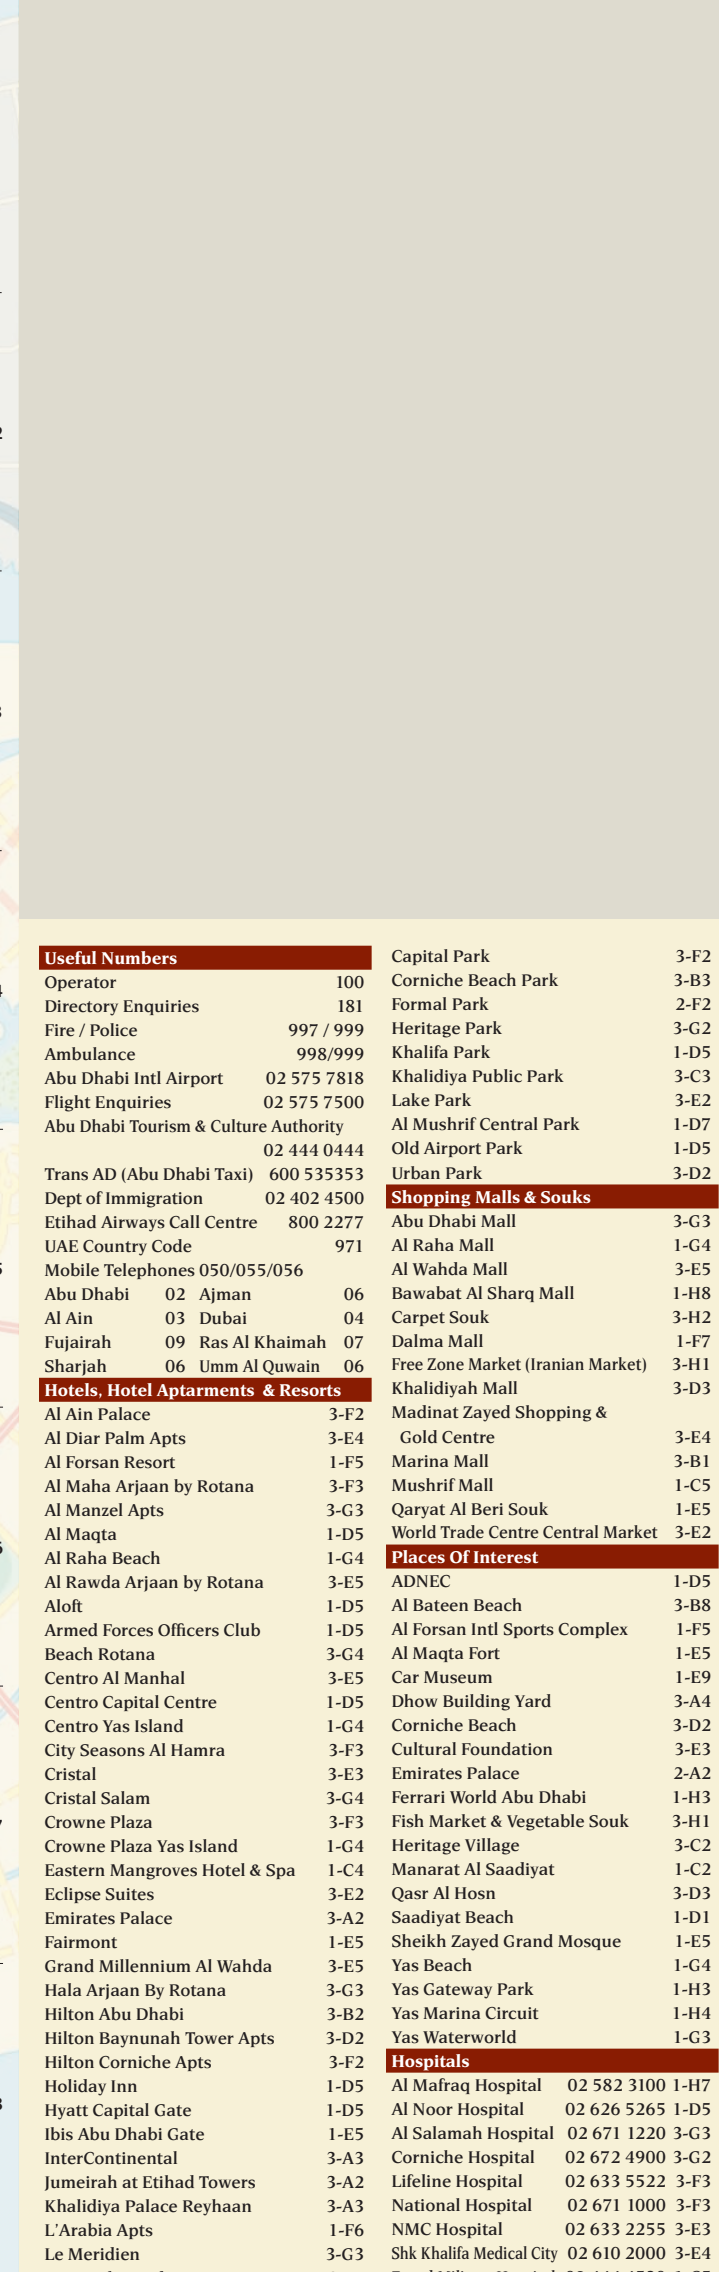 Useful Numbers
Operator 100
Directory Enquiries 181
Fire / Police 997 / 999
Ambulance 998/999
Abu Dhabi Intl Airport 02 575 7818
Flight Enquiries 02 575 7500
Abu Dhabi Tourism & Culture Authority
02 444 0444
Trans AD (Abu Dhabi Taxi) 600 535353
Dept of Immigration 02 402 4500
Etihad Airways Call Centre 800 2277
UAE Country Code 971
Mobile Telephones 050/055/056
Abu Dhabi 02 Ajman 06
Al Ain 03 Dubai 04
Fujairah 09 Ras Al Khaimah 07
Sharjah 06 Umm Al Quwain 06
Hotels, Hotel Aptarments & Resorts
Al Ain Palace 3-F2
Al Diar Palm Apts 3-E4
Al Forsan Resort 1-F5
Al Maha Arjaan by Rotana 3-F3
Al Manzel Apts 3-G3
Al Maqta 1-D5
Al Raha Beach 1-G4
Al Rawda Arjaan by Rotana 3-E5
Aloft 1-D5
Armed Forces Officers Club 1-D5
Beach Rotana 3-G4
Centro Al Manhal 3-E5
Centro Capital Centre 1-D5
Centro Yas Island 1-G4
City Seasons Al Hamra 3-F3
Cristal 3-E3
Cristal Salam 3-G4
Crowne Plaza 3-F3
Crowne Plaza Yas Island 1-G4
Eastern Mangroves Hotel & Spa 1-C4
Eclipse Suites 3-E2
Emirates Palace 3-A2
Fairmont 1-E5
Grand Millennium Al Wahda 3-E5
Hala Arjaan By Rotana 3-G3
Hilton Abu Dhabi 3-B2
Hilton Baynunah Tower Apts 3-D2
Hilton Corniche Apts 3-F2
Holiday Inn 1-D5
Hyatt Capital Gate 1-D5
Ibis Abu Dhabi Gate 1-E5
InterContinental 3-A3
Jumeirah at Etihad Towers 3-A2
Khalidiya Palace Reyhaan 3-A3
L'Arabia Apts 1-F6
Le Meridien 3-G3
Capital Park 3-F2
Corniche Beach Park 3-B3
Formal Park 2-F2
Heritage Park 3-G2
Khalifa Park 1-D5
Khalidiya Public Park 3-C3
Lake Park 3-E2
Al Mushrif Central Park 1-D7
Old Airport Park 1-D5
Urban Park 3-D2
Shopping Malls & Souks
Abu Dhabi Mall 3-G3
Al Raha Mall 1-G4
Al Wahda Mall 3-E5
Bawabat Al Sharq Mall 1-H8
Carpet Souk 3-H2
Dalma Mall 1-F7
Free Zone Market (Iranian Market) 3-H1
Khalidiyah Mall 3-D3
Madinat Zayed Shopping &
Gold Centre 3-E4
Marina Mall 3-B1
Mushrif Mall 1-C5
Qaryat Al Beri Souk 1-E5
World Trade Centre Central Market 3-E2
Places Of Interest
ADNEC 1-D5
Al Bateen Beach 3-B8
Al Forsan Intl Sports Complex 1-F5
Al Maqta Fort 1-E5
Car Museum 1-E9
Dhow Building Yard 3-A4
Corniche Beach 3-D2
Cultural Foundation 3-E3
Emirates Palace 2-A2
Ferrari World Abu Dhabi 1-H3
Fish Market & Vegetable Souk 3-H1
Heritage Village 3-C2
Manarat Al Saadiyat 1-C2
Qasr Al Hosn 3-D3
Saadiyat Beach 1-D1
Sheikh Zayed Grand Mosque 1-E5
Yas Beach 1-G4
Yas Gateway Park 1-H3
Yas Marina Circuit 1-H4
Yas Waterworld 1-G3
Hospitals
Al Mafraq Hospital 02 582 3100 1-H7
Al Noor Hospital 02 626 5265 1-D5
Al Salamah Hospital 02 671 1220 3-G3
Corniche Hospital 02 672 4900 3-G2
Lifeline Hospital 02 633 5522 3-F3
National Hospital 02 671 1000 3-F3
NMC Hospital 02 633 2255 3-E3
Shk Khalifa Medical City 02 610 2000 3-E4